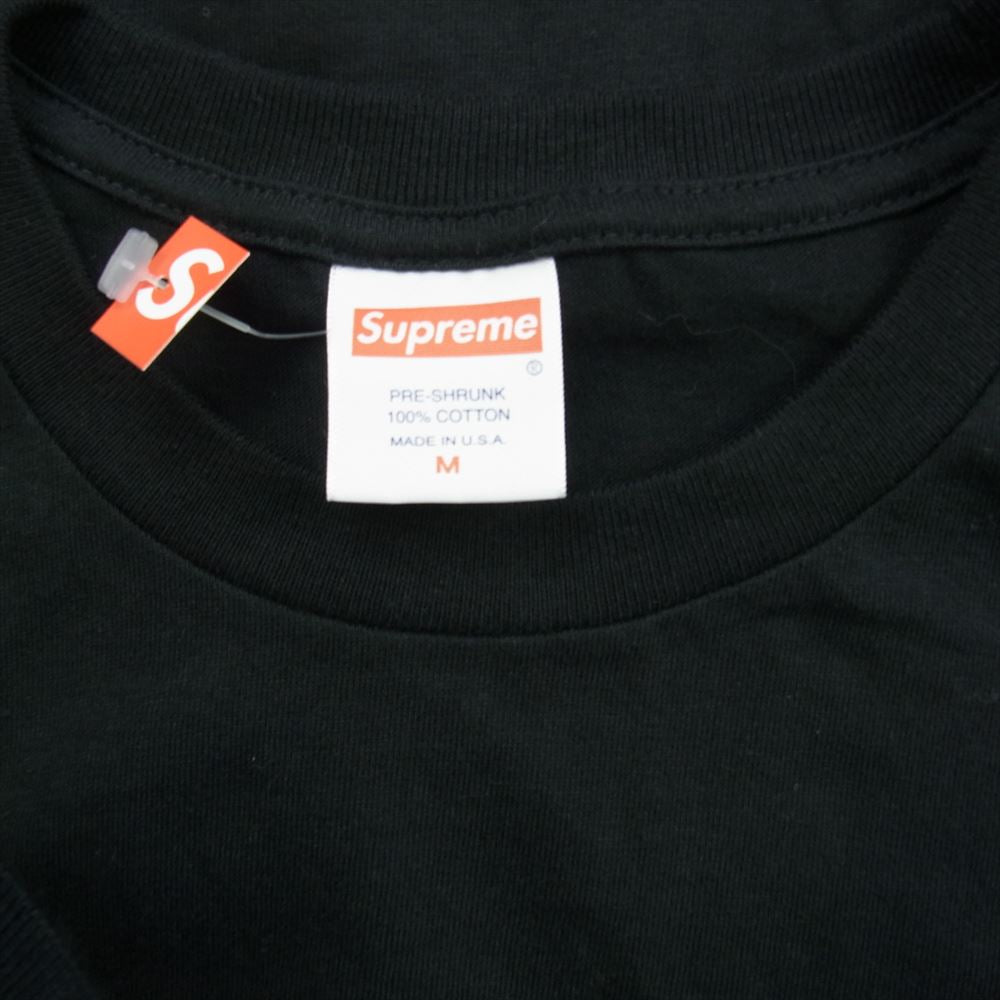 S
Supreme
®
PRE-SHRUNK
100% COTTON
MADE IN U.S.A.
M